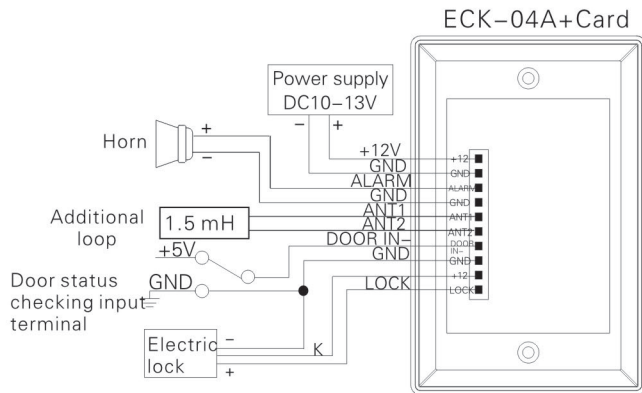 ECK-04A+Card
Power supply
DC10-13V
- +
Horn
+
-
+12V
GND
ALARM
GND
ANT1
ANT2
DOOR IN-
GND
LOCK
+12
GND
ALARM
GND
ANT1
ANT2
DOOR
IN-
GND
+12
LOCK
Additional
loop
1.5 mH
+5V
GND
Door status
checking input
terminal
Electric
lock
-
K
+